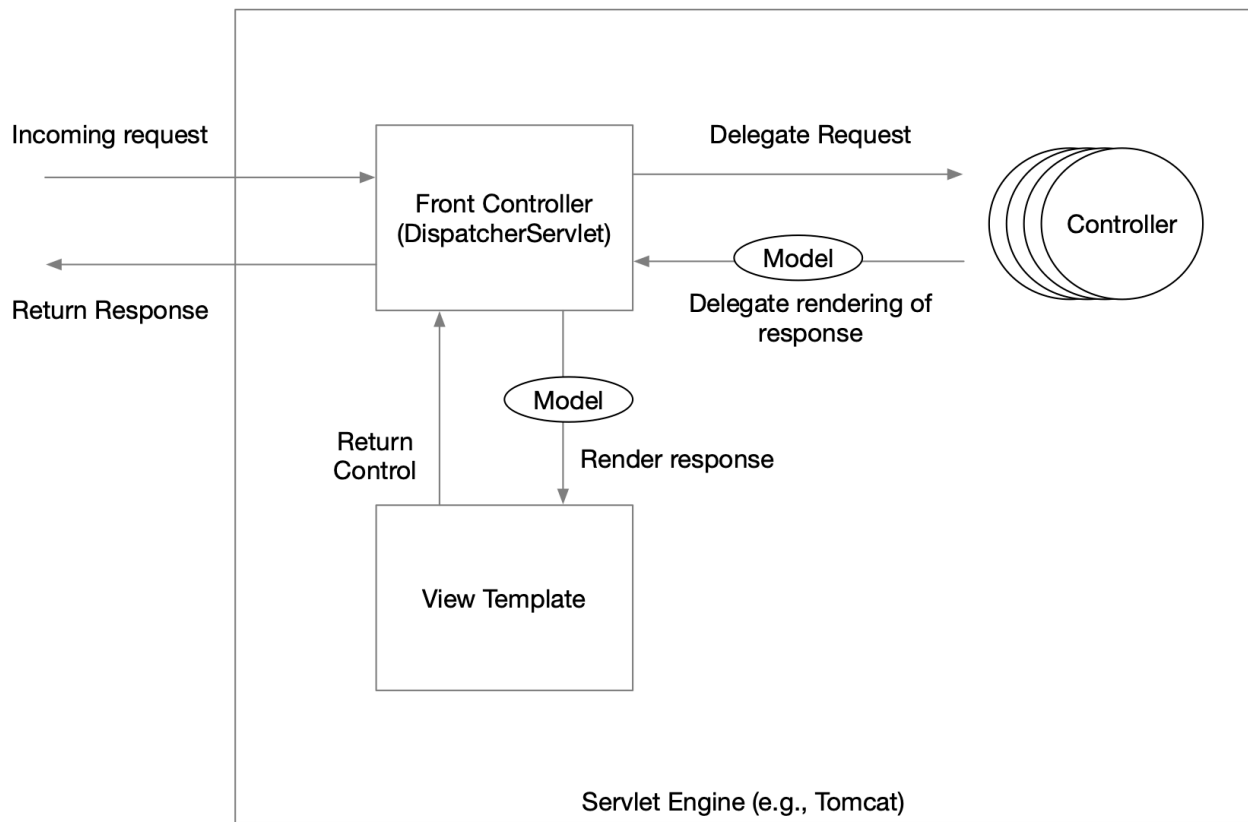 Incoming request
Delegate Request
Front Controller
(DispatcherServlet)
Controller
Model
Return Response
Delegate rendering of
response
Model
Return
Control
Render response
View Template
Servlet Engine (e.g., Tomcat)